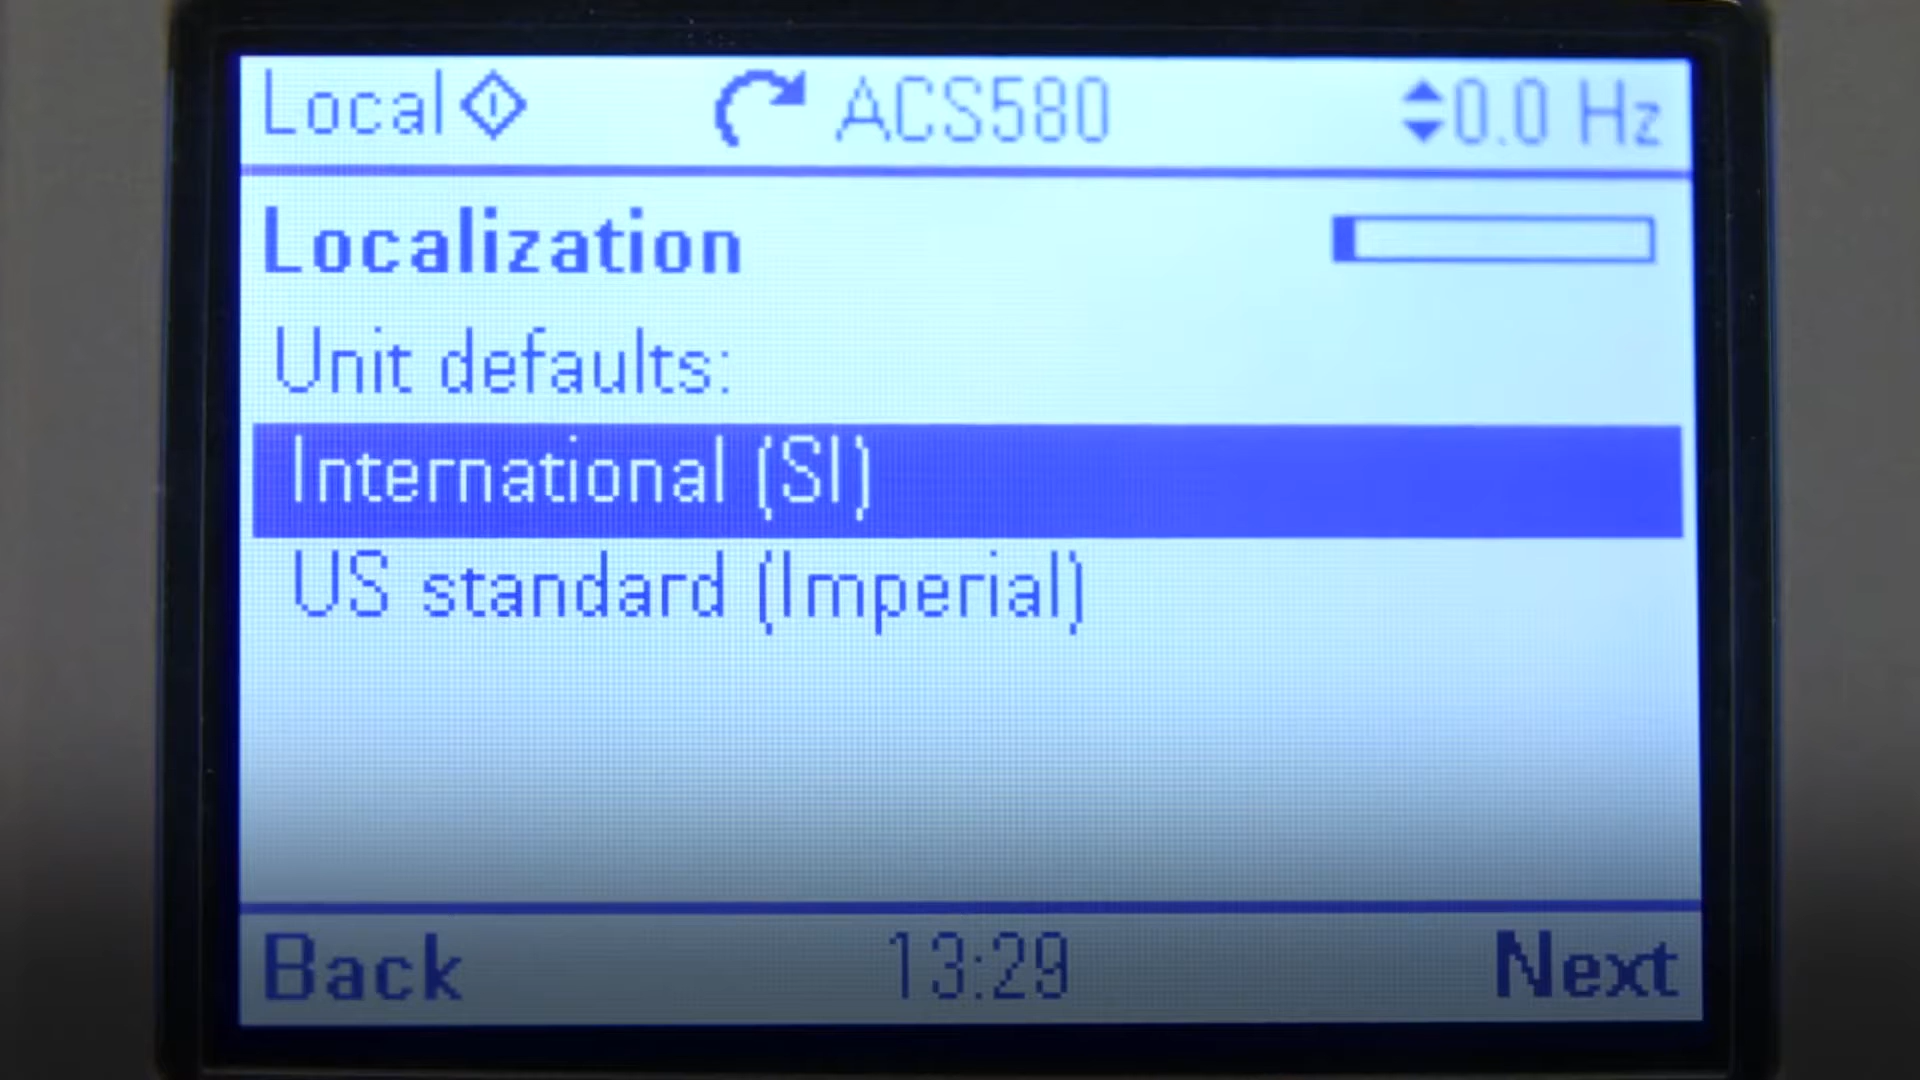 Local ACS580 0.0 Hz
Localization
Unit defaults:
International (SI)
US standard (Imperial)
Back 13:29 Next